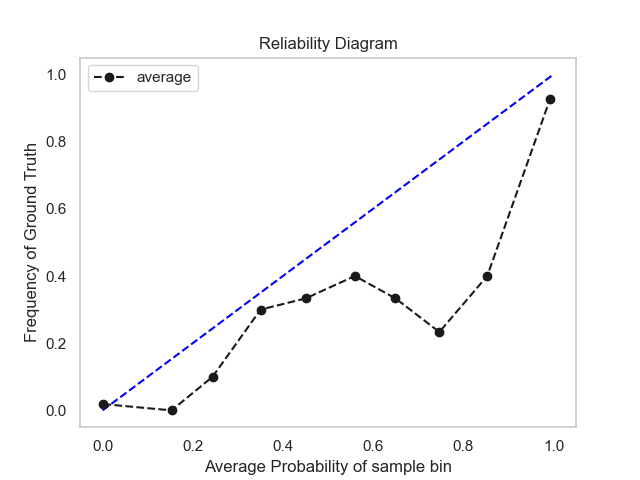 Reliability Diagram
average
1.0
0.8
0.6
0.4
0.2
0.0
Frequency of Ground Truth
0.0 0.2 0.4 0.6 0.8 1.0
Average Probability of sample bin